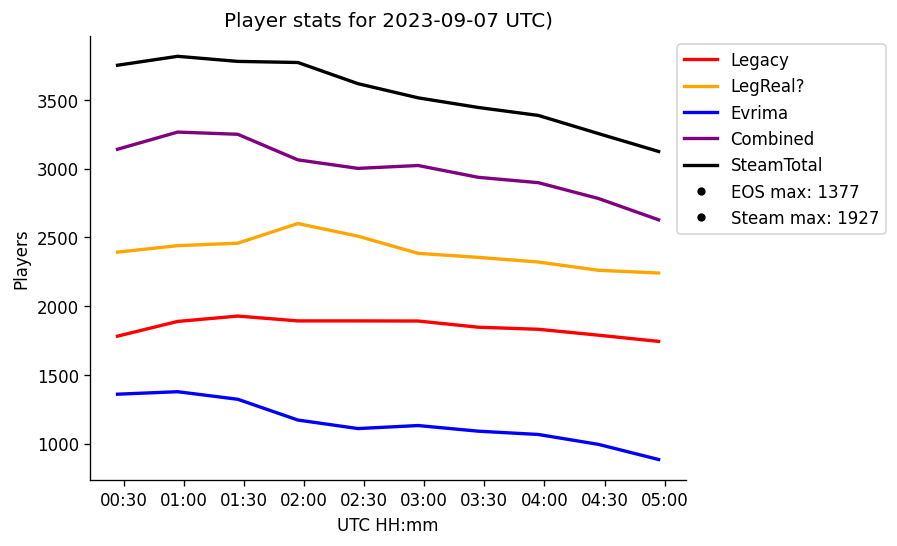 Player stats for 2023-09-07 UTC)
Legacy
LegReal?
Evrima
Combined
SteamTotal
EOS max: 1377
Steam max: 1927
Players
3500
3000
2500
2000
1500
1000
00:30 01:00 01:30 02:00 02:30 03:00 03:30 04:00 04:30 05:00
UTC HH:mm